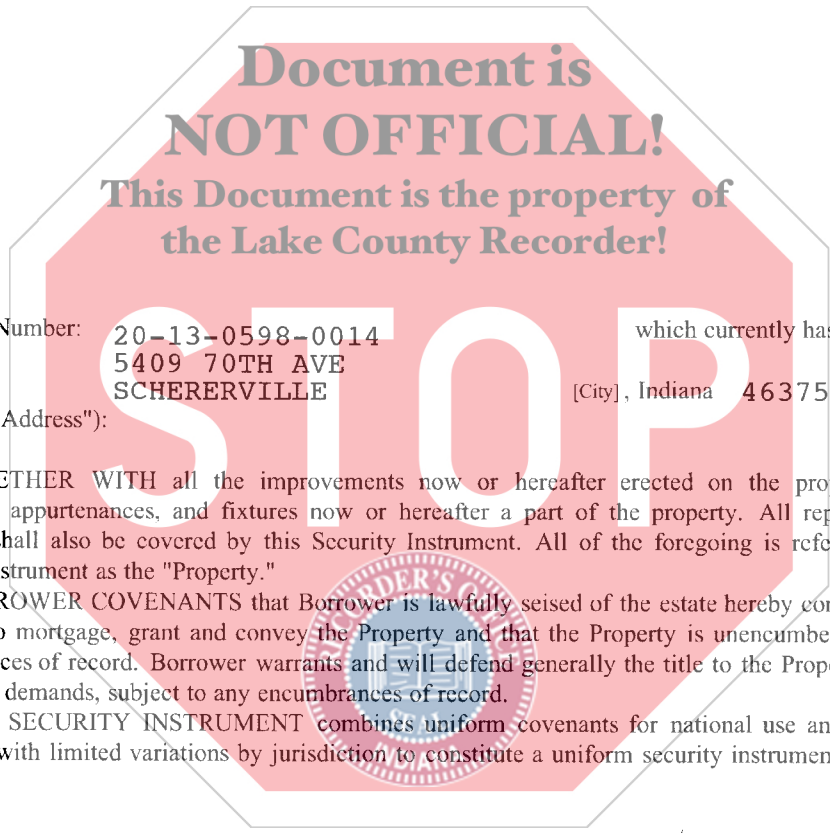 Document is
NOT OFFICIAL!
This Document is the property of
the Lake County Recorder!
STOP
Number: 20-13-0598-0014 which currently has
5409 70TH AVE
SCHERERVILLE [City] , Indiana 46375
Address"):
ETHER WITH all the improvements now or hereafter erected on the pro
appurtenances, and fixtures now or hereafter a part of the property. All rep
hall also be covered by this Security Instrument. All of the foregoing is refe
strument as the "Property."
ROWER COVENANTS that Borrower is lawfully seised of the estate hereby con
o mortgage, grant and convey the Property and that the Property is unencumbe
ces of record. Borrower warrants and will defend generally the title to the Prope
demands, subject to any encumbrances of record.
SECURITY INSTRUMENT combines uniform covenants for national use an
with limited variations by jurisdiction to constitute a uniform security instrumen
RECORDER'S OFFICE
SEAL
INDIANA